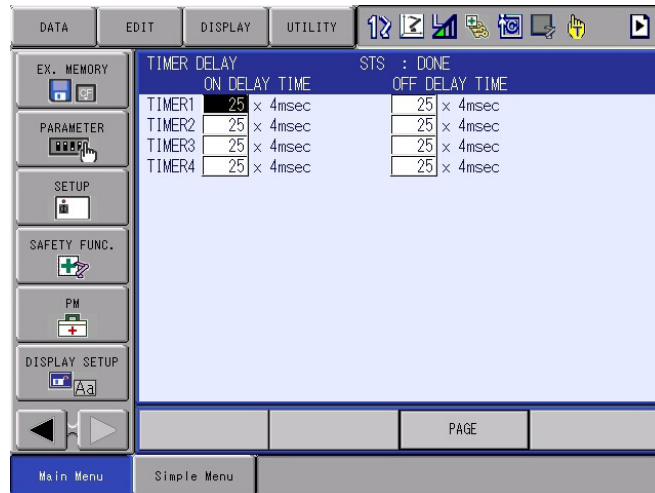 DATA EDIT DISPLAY UTILITY
EX. MEMORY
CF
PARAMETER
SETUP
SAFETY FUNC.
PM
DISPLAY SETUP
Aa
TIMER DELAY STS : DONE
ON DELAY TIME OFF DELAY TIME
TIMER1 25 × 4msec 25 × 4msec
TIMER2 25 × 4msec 25 × 4msec
TIMER3 25 × 4msec 25 × 4msec
TIMER4 25 × 4msec 25 × 4msec
PAGE
Main Menu Simple Menu